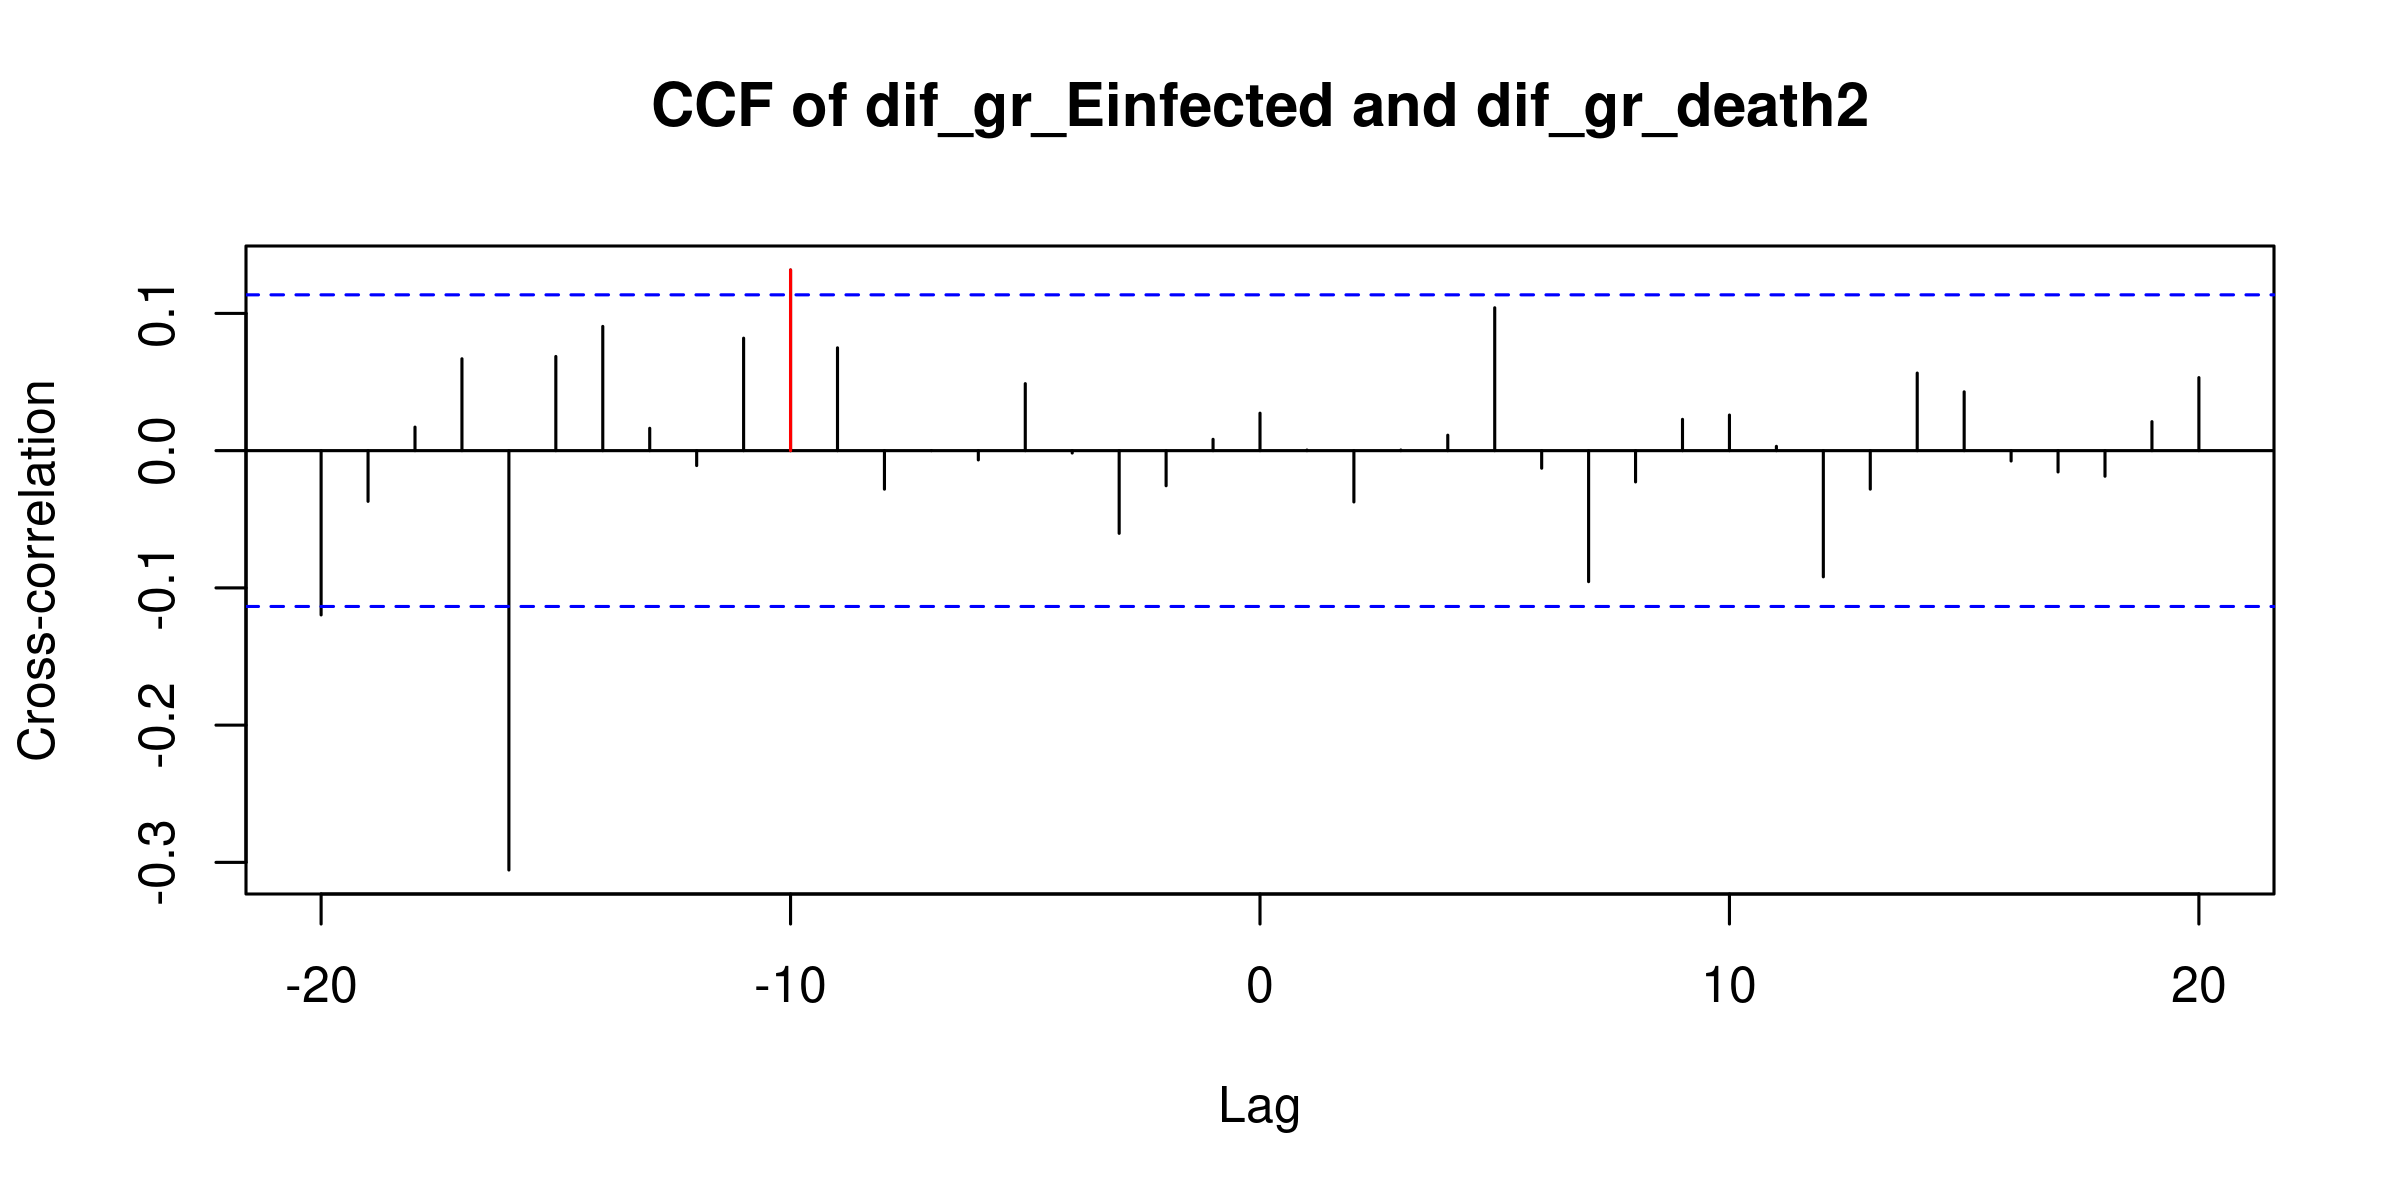 CCF of dif_gr_Einfected and dif_gr_death2
Cross-correlation
0.1
0.0
-0.1
-0.2
-0.3
-20 -10 0 10 20
Lag